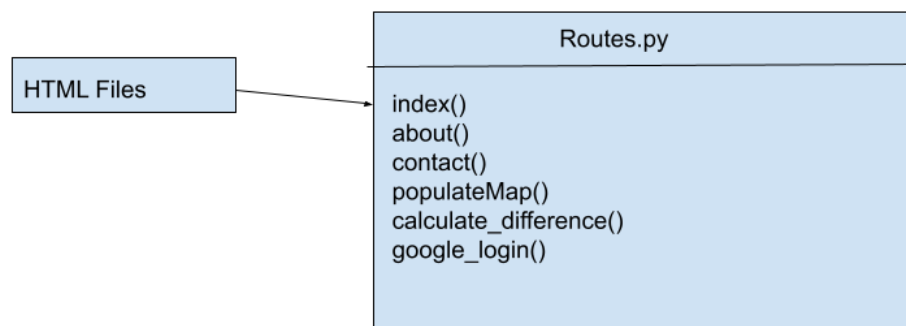 HTML Files
Routes.py
index()
about()
contact()
populateMap()
calculate_difference()
google_login()